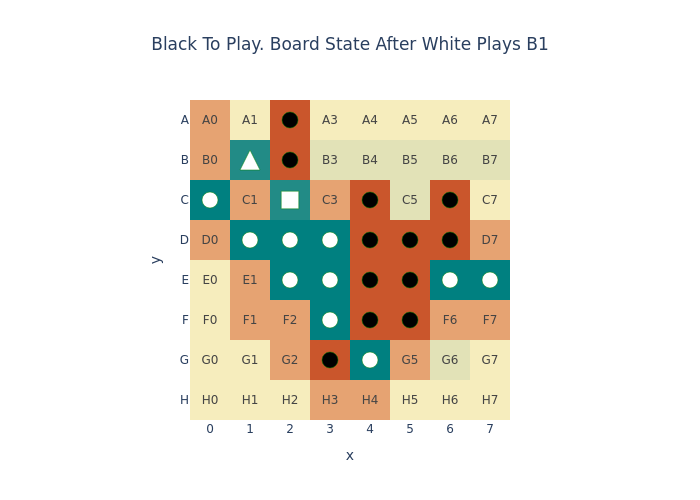 Black To Play. Board State After White Plays B1
A A0 A1 A3 A4 A5 A6 A7
B B0 B3 B4 B5 B6 B7
C C1 C3 C5 C7
D D0 D7
E E0 E1
F F0 F1 F2 F6 F7
G G0 G1 G2 G5 G6 G7
H H0 H1 H2 H3 H4 H5 H6 H7
0 1 2 3 4 5 6 7
x
y